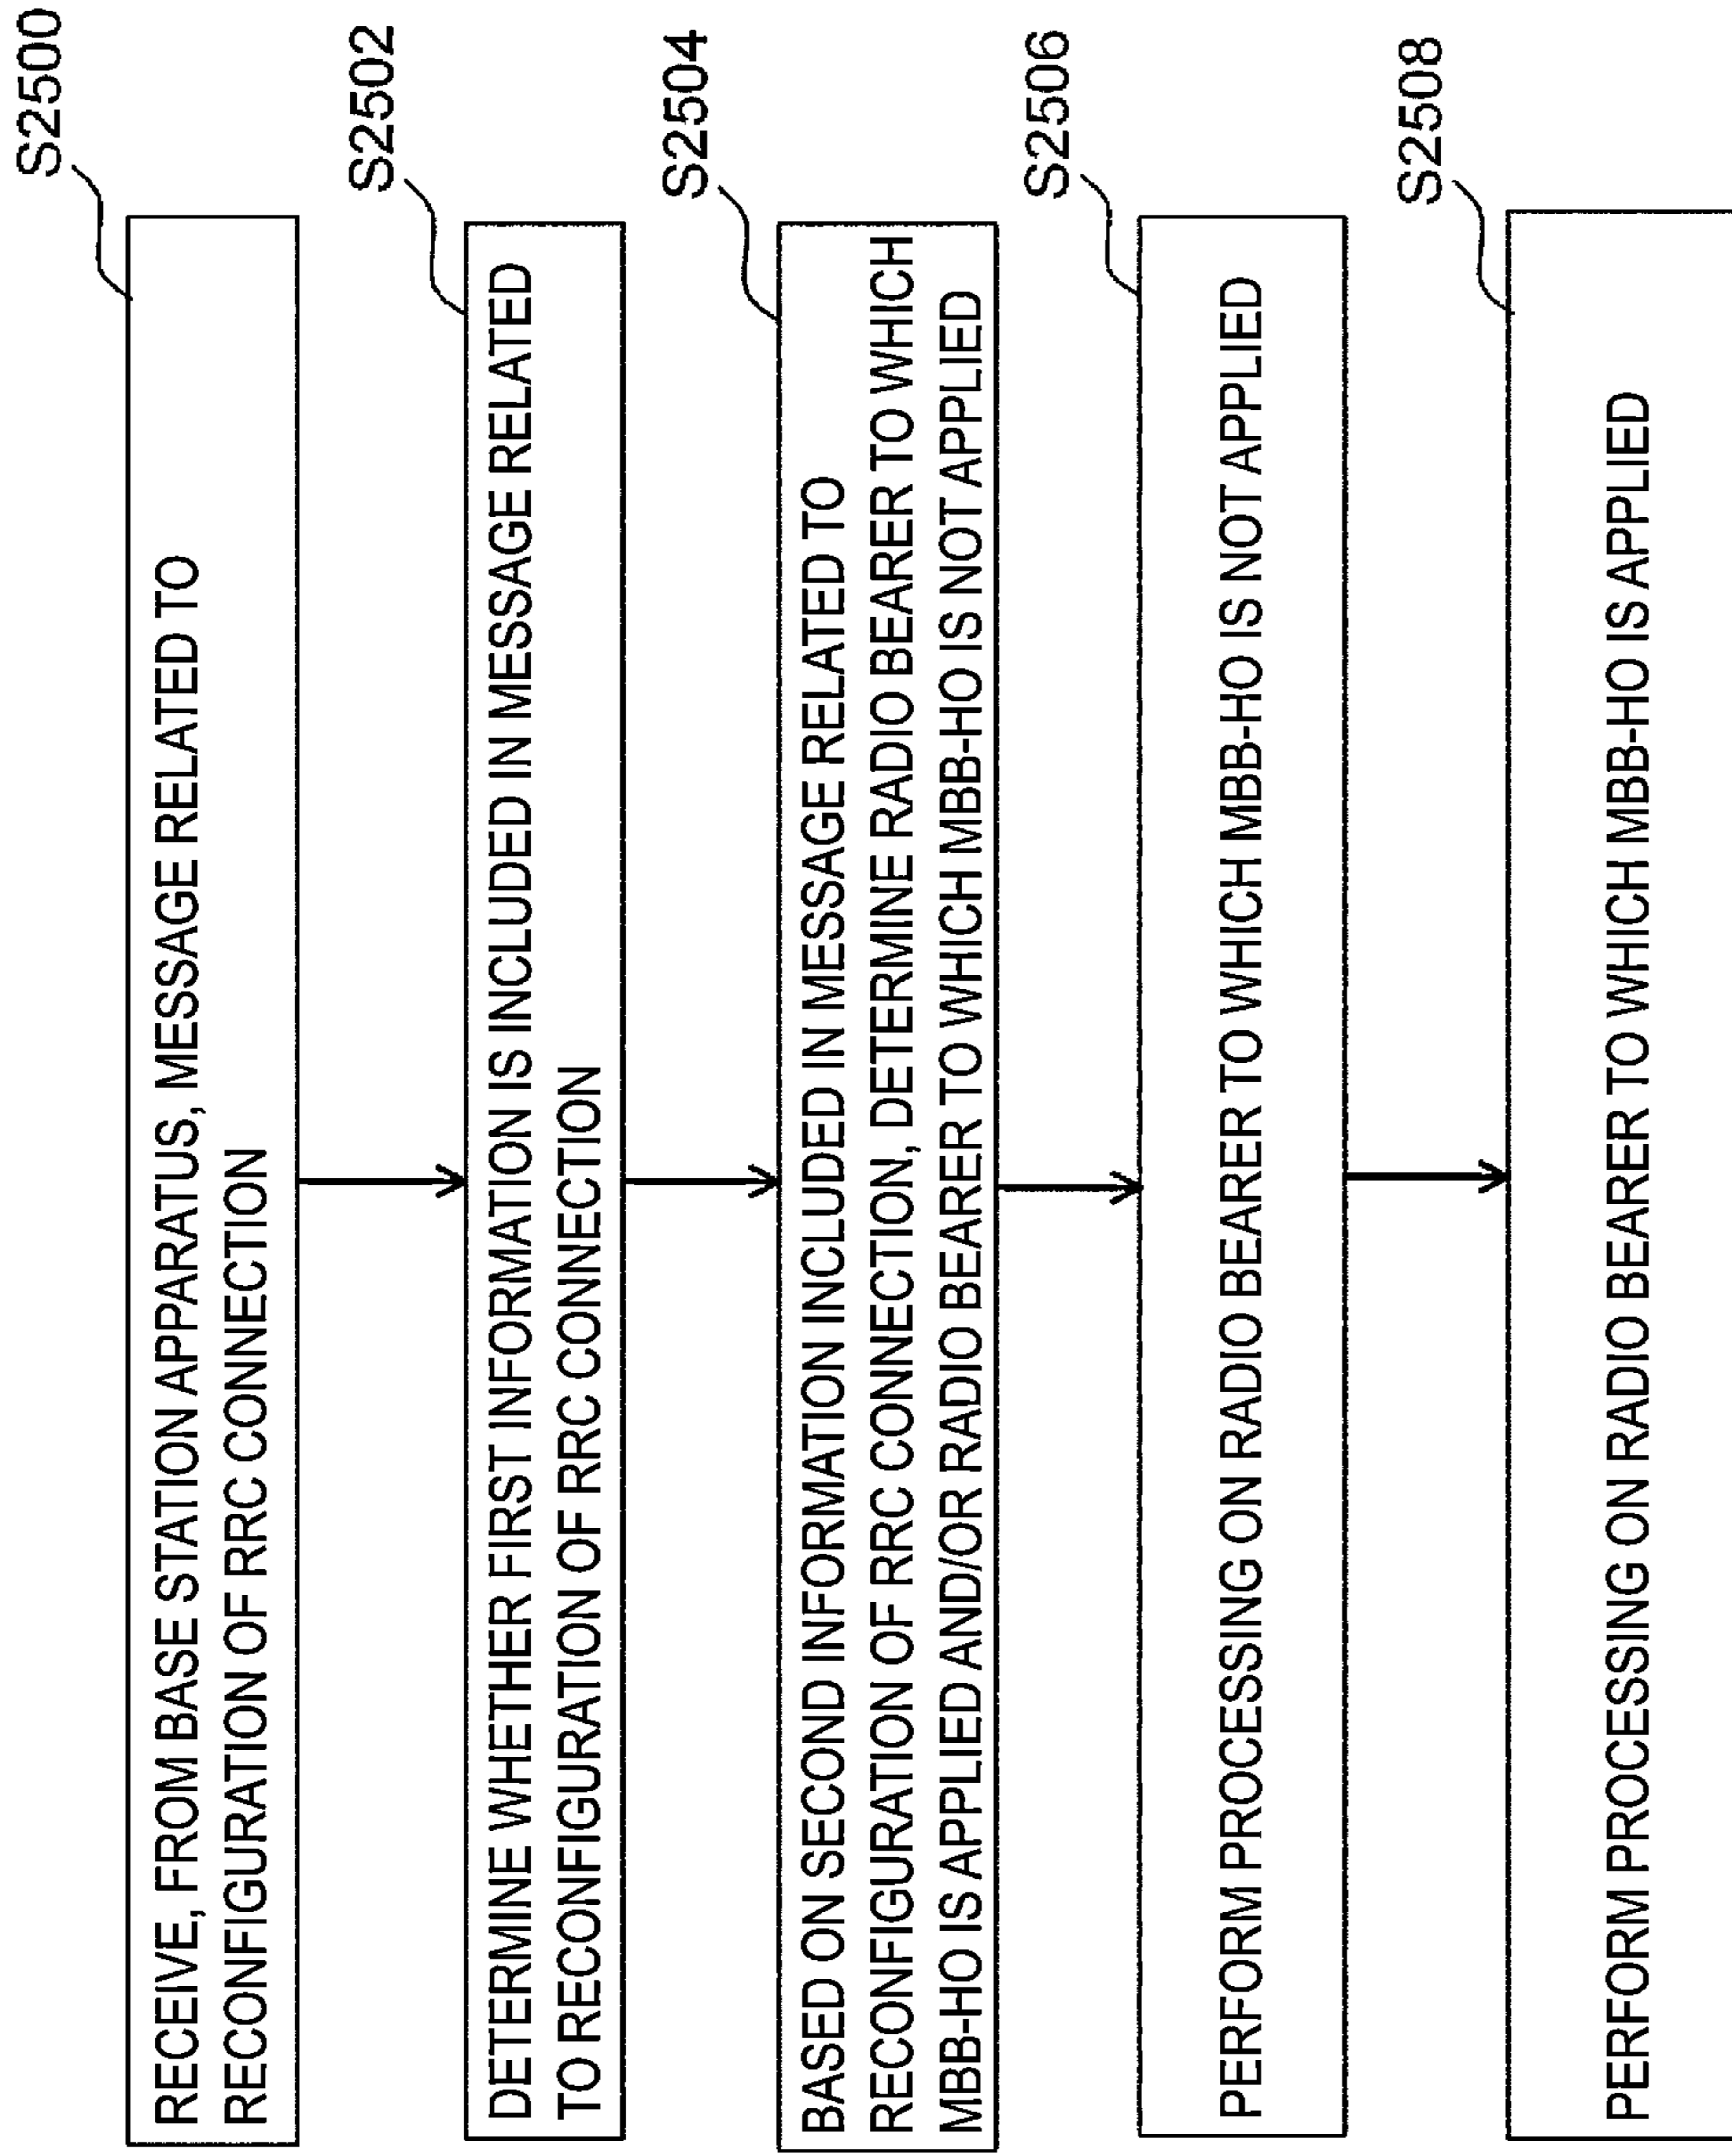 S2500
RECEIVE, FROM BASE STATION APPARATUS, MESSAGE RELATED TO
RECONFIGURATION OF RRC CONNECTION
S2502
DETERMINE WHETHER FIRST INFORMATION IS INCLUDED IN MESSAGE RELATED
TO RECONFIGURATION OF RRC CONNECTION
S2504
BASED ON SECOND INFORMATION INCLUDED IN MESSAGE RELATED TO
RECONFIGURATION OF RRC CONNECTION, DETERMINE RADIO BEARER TO WHICH
MBB-HO IS APPLIED AND/OR RADIO BEARER TO WHICH MBB-HO IS NOT APPLIED
S2506
PERFORM PROCESSING ON RADIO BEARER TO WHICH MBB-HO IS NOT APPLIED
S2508
PERFORM PROCESSING ON RADIO BEARER TO WHICH MBB-HO IS APPLIED